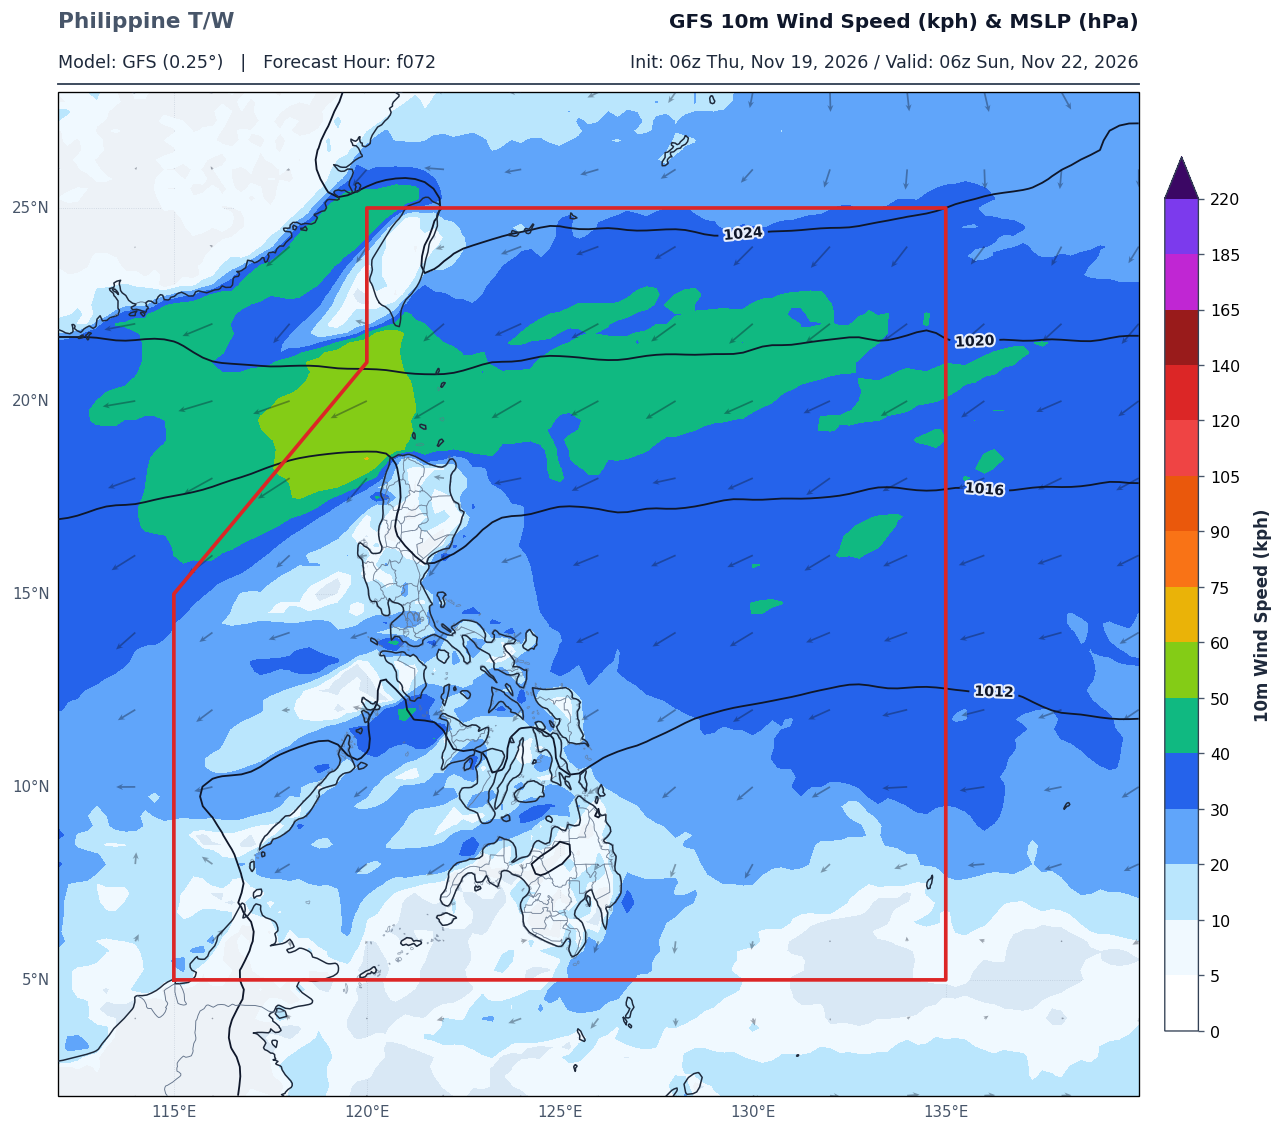 Philippine T/W
GFS 10m Wind Speed (kph) & MSLP (hPa)
Model: GFS (0.25°)   |   Forecast Hour: f072
Init: 06z Thu, Nov 19, 2026 / Valid: 06z Sun, Nov 22, 2026
25°N
20°N
15°N
10°N
5°N
115°E
120°E
125°E
130°E
135°E
1024
1020
1016
1012
220
185
165
140
120
105
90
75
60
50
40
30
20
10
5
0
10m Wind Speed (kph)